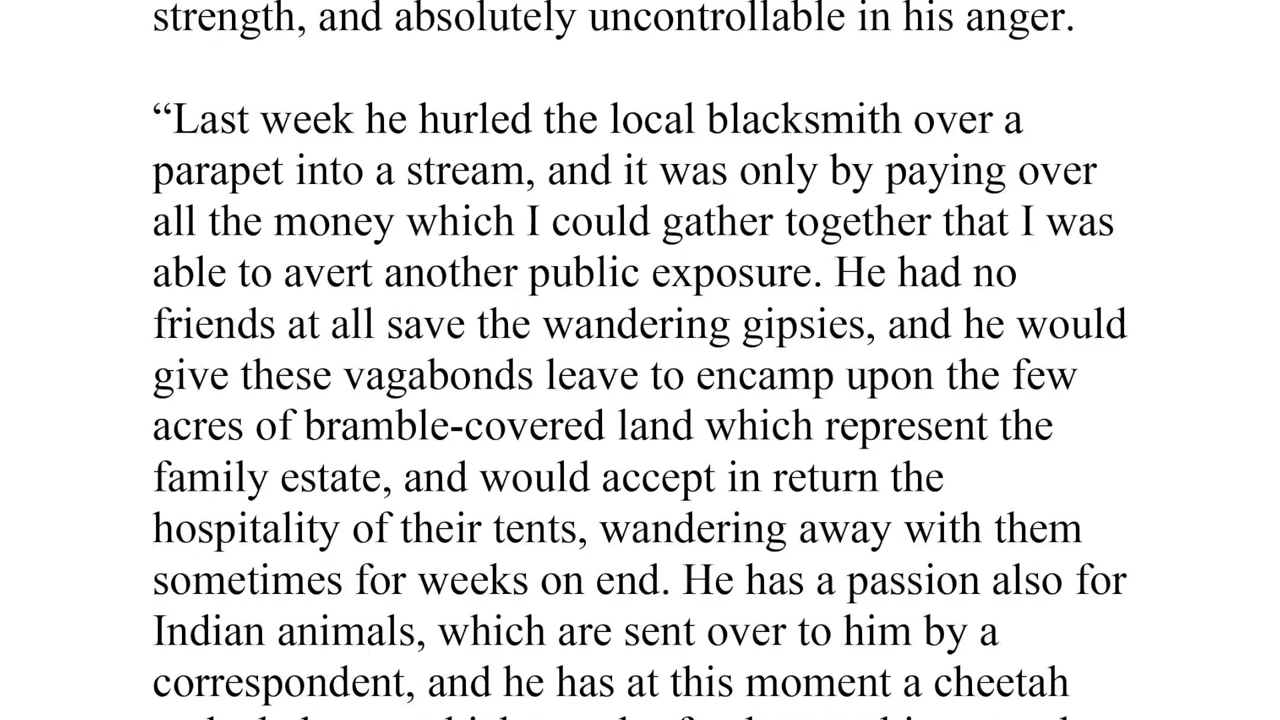 strength, and absolutely uncontrollable in his anger.
“Last week he hurled the local blacksmith over a
parapet into a stream, and it was only by paying over
all the money which I could gather together that I was
able to avert another public exposure. He had no
friends at all save the wandering gipsies, and he would
give these vagabonds leave to encamp upon the few
acres of bramble-covered land which represent the
family estate, and would accept in return the
hospitality of their tents, wandering away with them
sometimes for weeks on end. He has a passion also for
Indian animals, which are sent over to him by a
correspondent, and he has at this moment a cheetah